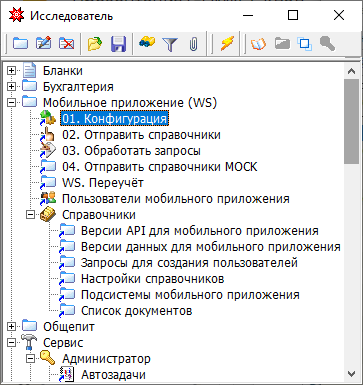 Исследователь
Бланки
Бухгалтерия
Мобильное приложение (WS)
01. Конфигурация
02. Отправить справочники
03. Обработать запросы
04. Отправить справочники МОСК
WS. Переучёт
Пользователи мобильного приложения
Справочники
Версии API для мобильного приложения
Версии данных для мобильного приложения
Запросы для создания пользователей
Настройки справочников
Подсистемы мобильного приложения
Список документов
Общепит
Сервис
Администратор
Автозадачи